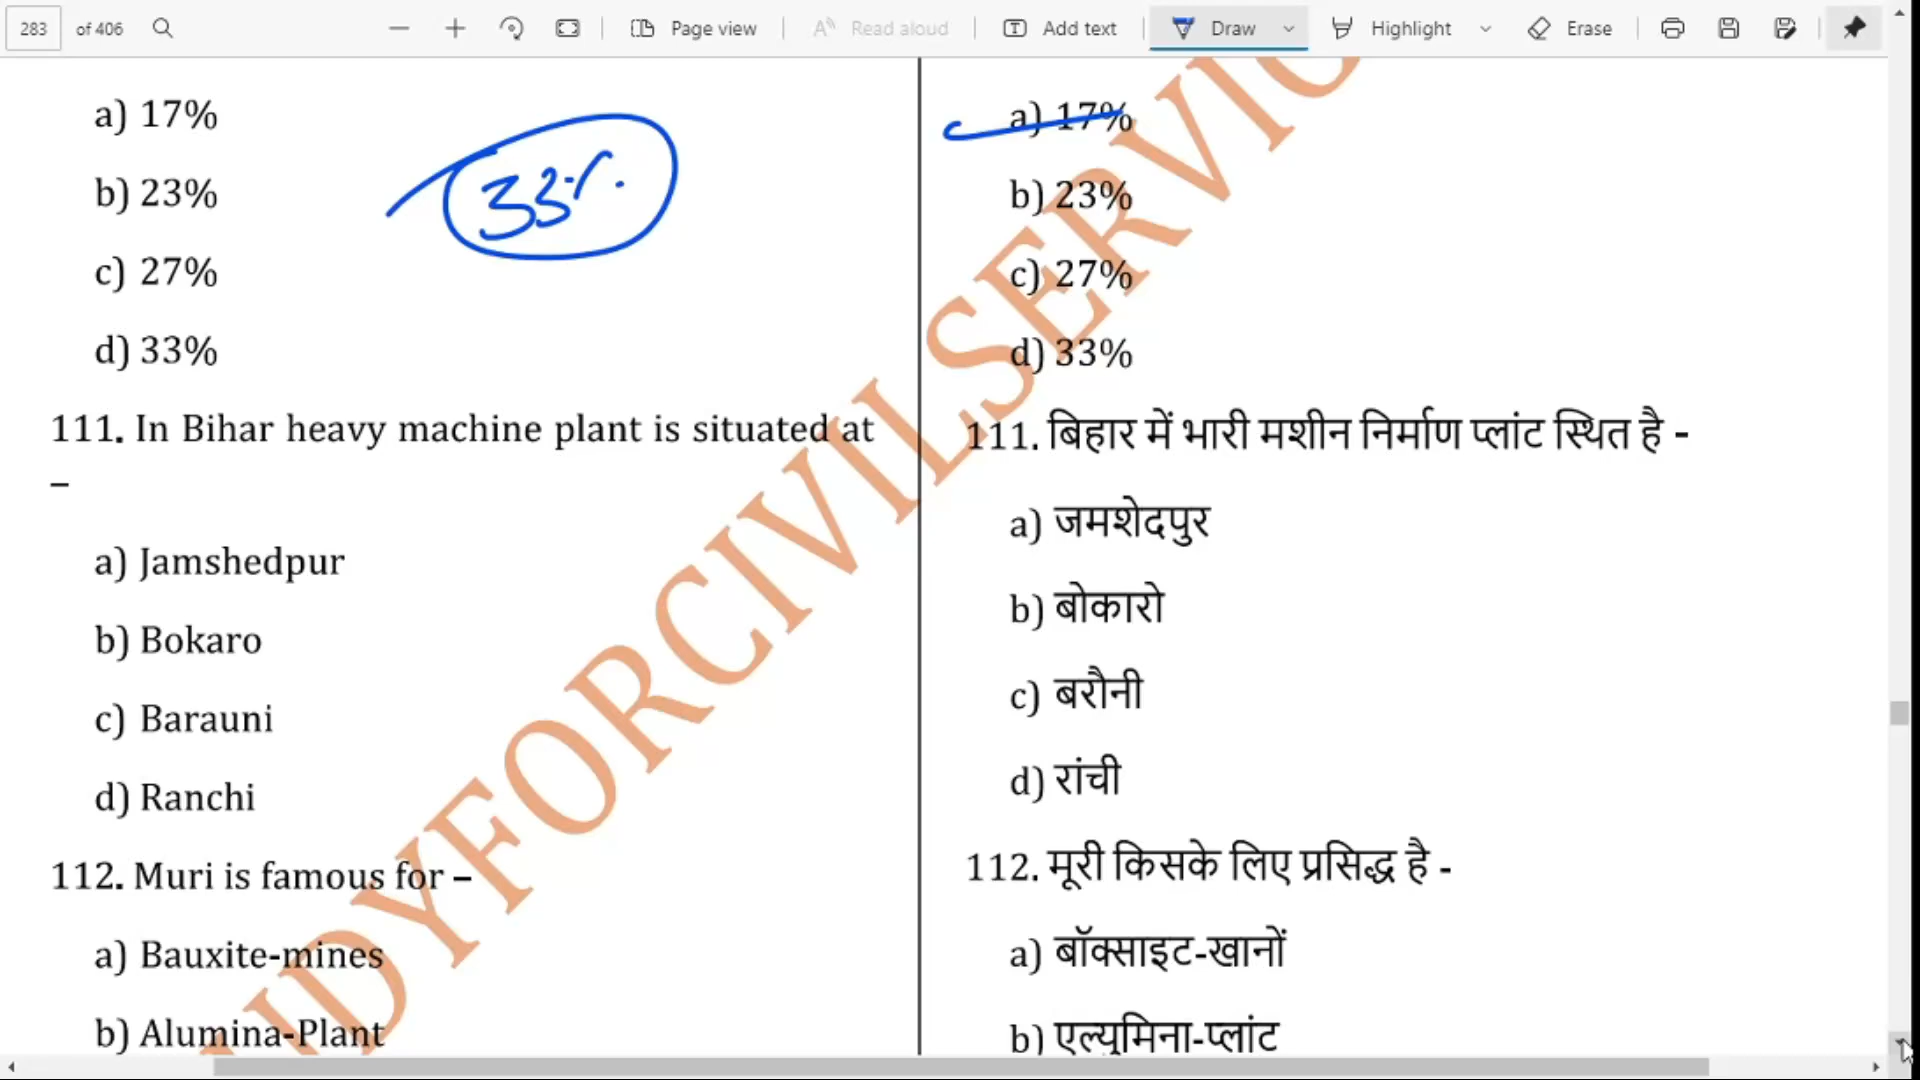 283 of 406 Page view Read aloud Add text Draw Highlight Erase
a) 17%
b) 23%
c) 27%
d) 33%
33%
111. In Bihar heavy machine plant is situated at
–
a) Jamshedpur
b) Bokaro
c) Barauni
d) Ranchi
112. Muri is famous for –
a) Bauxite-mines
b) Alumina-Plant
a) 17%
b) 23%
c) 27%
d) 33%
111. बिहार में भारी मशीन निर्माण प्लांट स्थित है -
a) जमशेदपुर
b) बोकारो
c) बरौनी
d) रांची
112. मूरी किसके लिए प्रसिद्ध है -
a) बॉक्साइट-खानों
b) एल्युमिना-प्लांट
UDYFORCIVILSERVIC